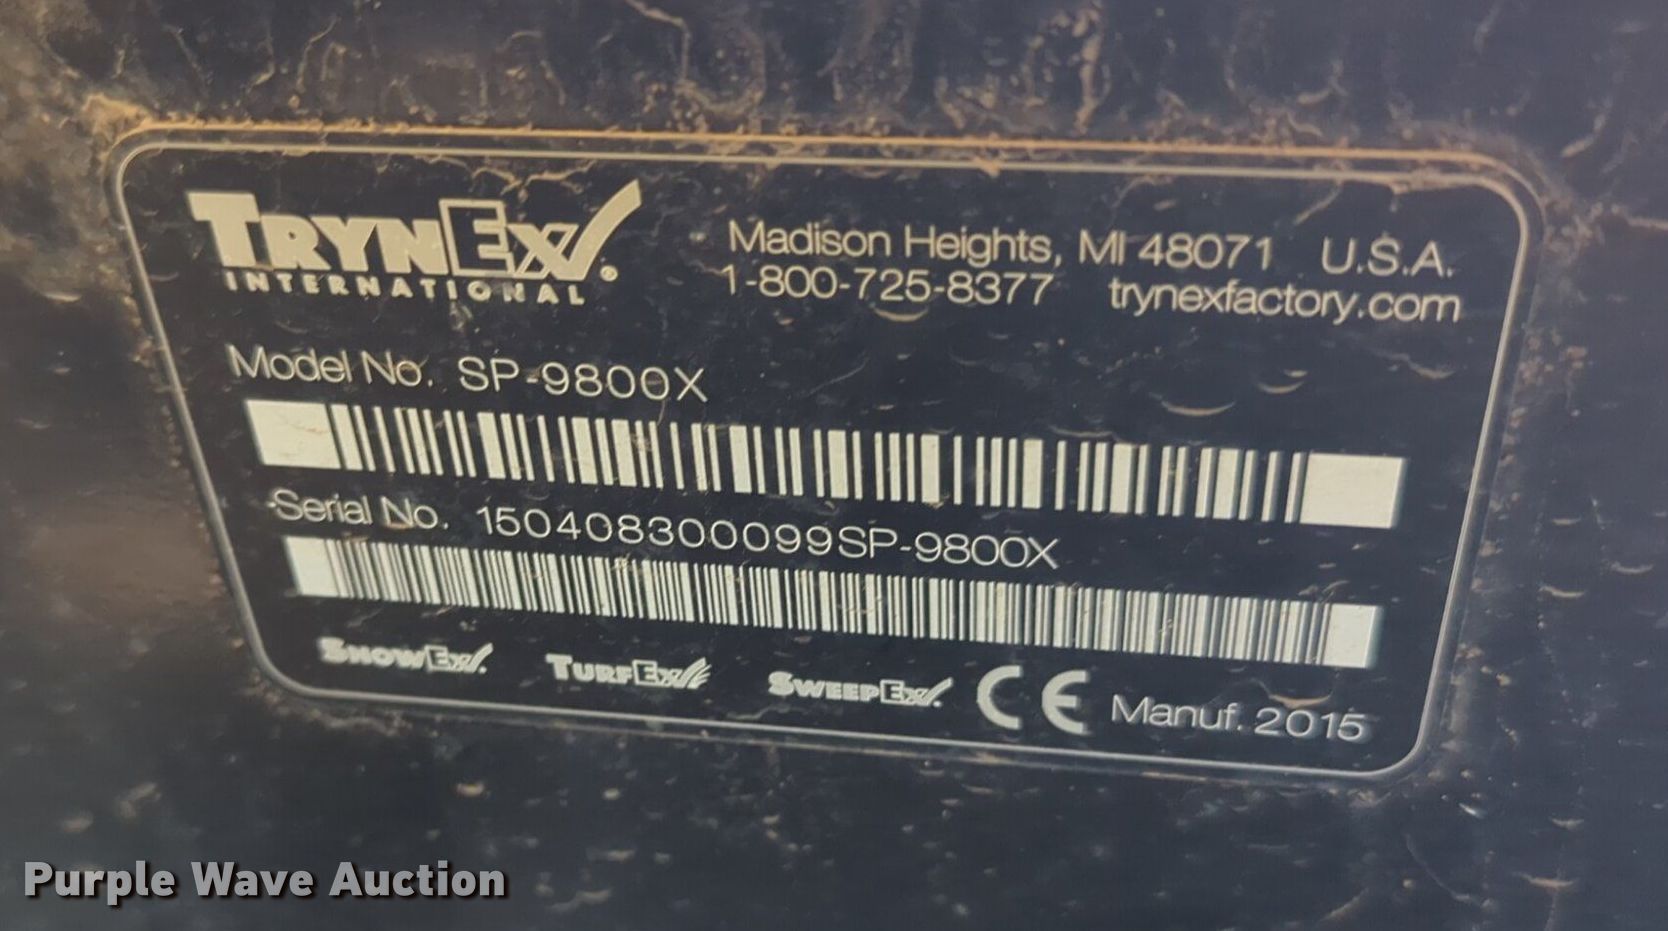 TRYNEX
INTERNATIONAL ®
Madison Heights, MI 48071 U.S.A.
1-800-725-8377 trynexfactory.com
Model No. SP-9800X
Serial No. 150408300099SP-9800X
SNOWEX TURFEX SWEEPEX CE Manuf. 2015
Purple Wave Auction